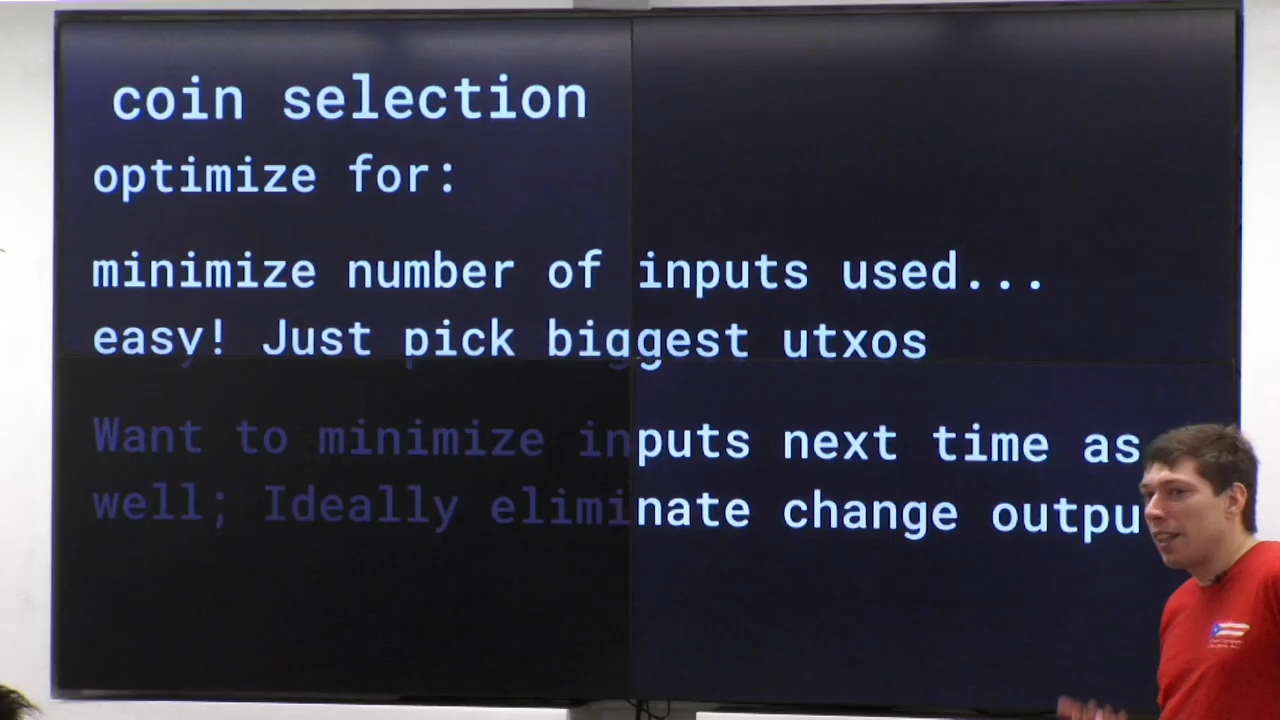 coin selection
optimize for:
minimize number of inputs used...
easy! Just pick biggest utxos
Want to minimize inputs next time as
well; Ideally eliminate change outpu